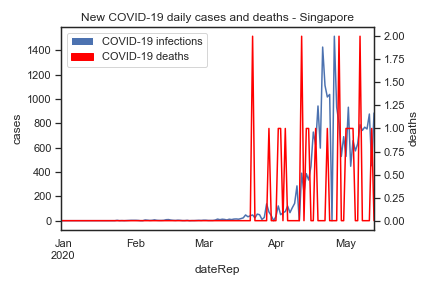 New COVID-19 daily cases and deaths - Singapore
COVID-19 infections
COVID-19 deaths
1400
1200
1000
800
600
400
200
0
cases
2.00
1.75
1.50
1.25
1.00
0.75
0.50
0.25
0.00
deaths
Jan Feb Mar Apr May
2020
dateRep